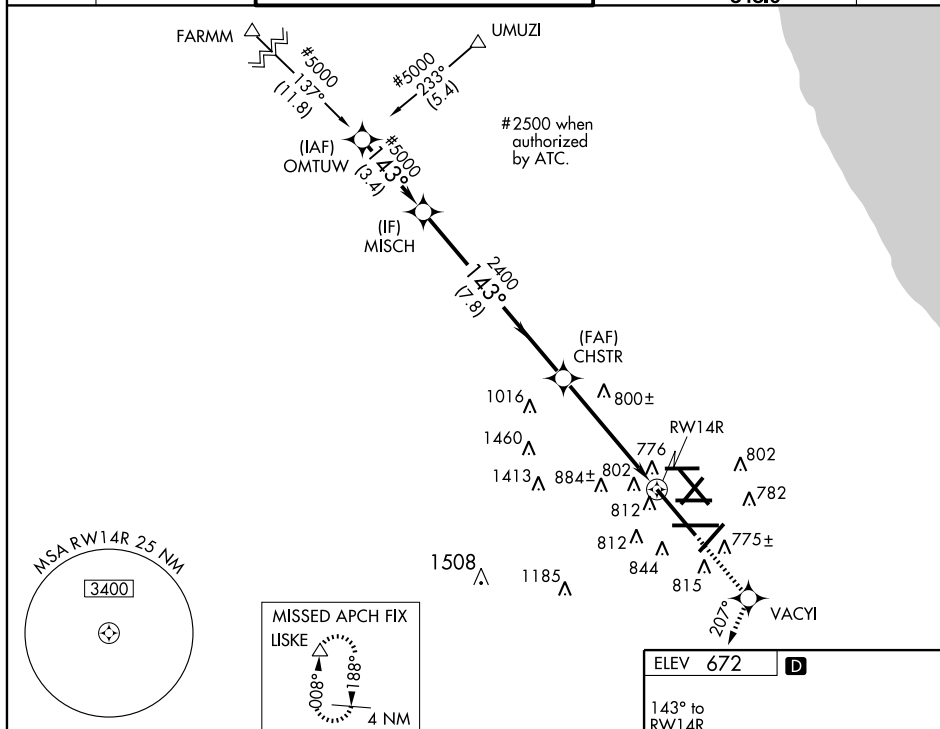 FARMM
UMUZI
#5000
137°
(11.8)
#5000
233°
(5.4)
#2500 when
authorized
by ATC.
(IAF)
OMTUW
#5000
143°
(3.4)
(IF)
MISCH
2400
143°
(7.8)
(FAF)
CHSTR
1016
800±
RW14R
1460
776
802
1413
884±
802
782
812
812
844
775±
815
1508
1185
VACYI
207°
MSA RW14R 25 NM
3400
MISSED APCH FIX
LISKE
008°
188°
4 NM
ELEV 672 D
143° to
RW14R